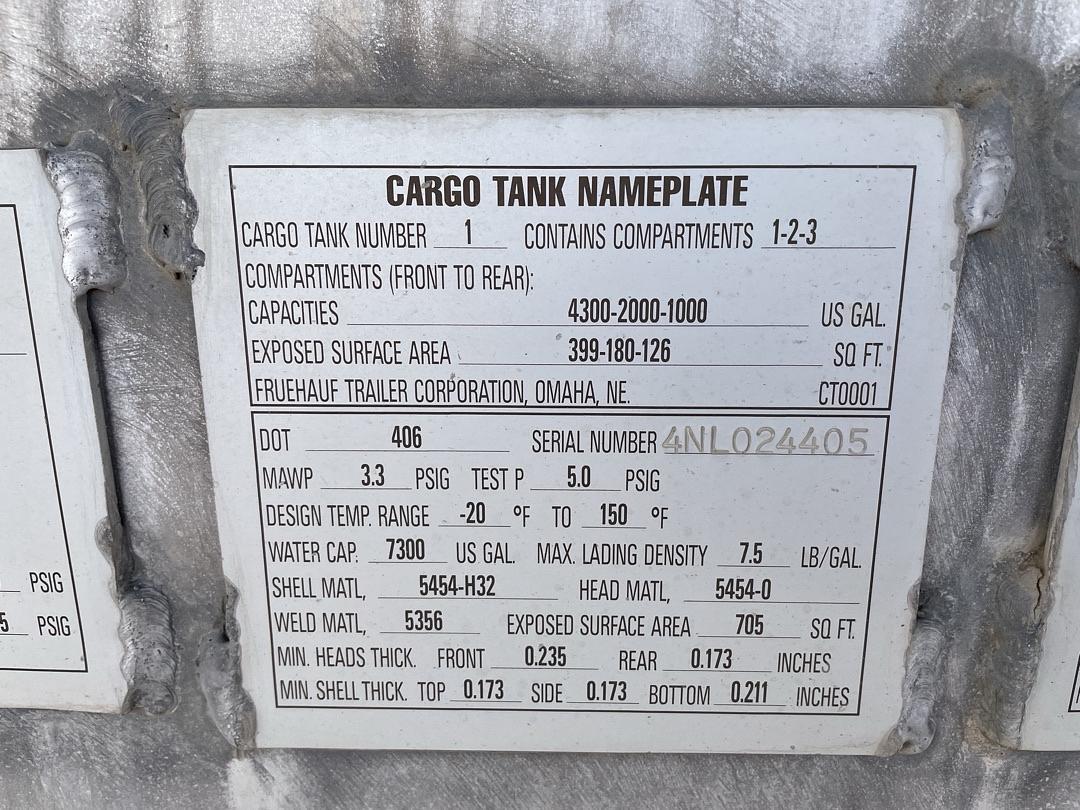 CARGO TANK NAMEPLATE
CARGO TANK NUMBER 1 CONTAINS COMPARTMENTS 1-2-3
COMPARTMENTS (FRONT TO REAR):
CAPACITIES 4300-2000-1000 US GAL.
EXPOSED SURFACE AREA 399-180-126 SQ FT.
FRUEHAUF TRAILER CORPORATION, OMAHA, NE. CT0001
DOT 406 SERIAL NUMBER 4NL024405
MAWP 3.3 PSIG TEST P 5.0 PSIG
DESIGN TEMP. RANGE -20 °F TO 150 °F
WATER CAP. 7300 US GAL. MAX. LADING DENSITY 7.5 LB/GAL.
SHELL MATL, 5454-H32 HEAD MATL, 5454-0
WELD MATL, 5356 EXPOSED SURFACE AREA 705 SQ FT.
MIN. HEADS THICK. FRONT 0.235 REAR 0.173 INCHES
MIN. SHELL THICK. TOP 0.173 SIDE 0.173 BOTTOM 0.211 INCHES
PSIG
5 PSIG